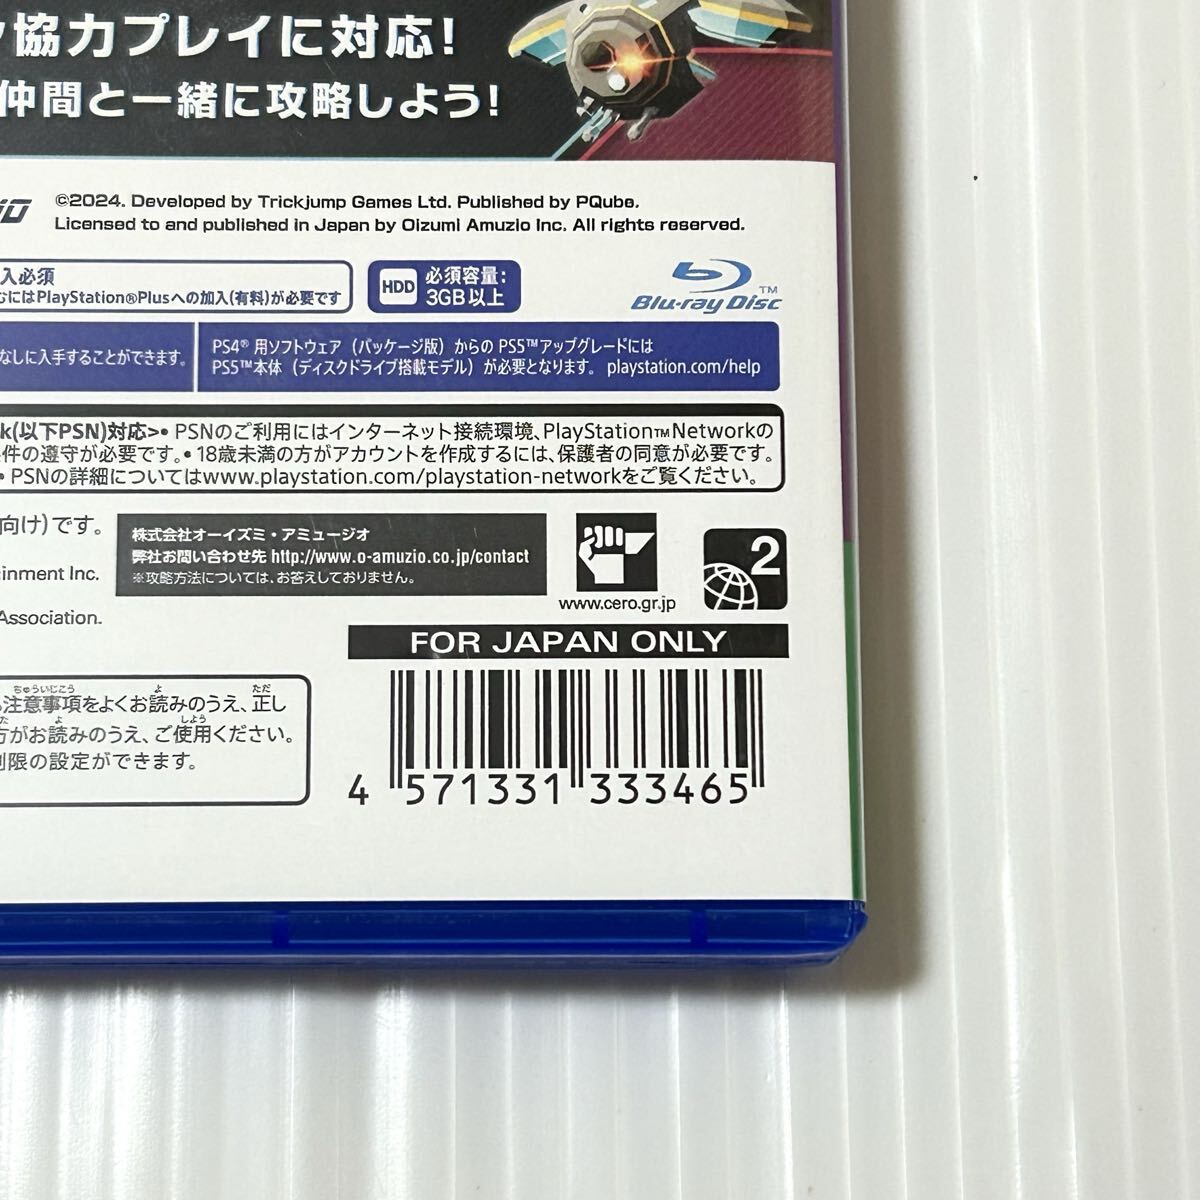 協力プレイに対応!
仲間と一緒に攻略しよう!
©2024. Developed by Trickjump Games Ltd. Published by PQube.
Licensed to and published in Japan by Oizumi Amuzio Inc. All rights reserved.
入必須
にはPlayStation®Plusへの加入(有料)が必要です
HDD
必須容量:
3GB以上
Blu-ray Disc™
なしに入手することができます。
PS4®用ソフトウェア（パッケージ版）からの PS5™アップグレードには
PS5™本体（ディスクドライブ搭載モデル）が必要となります。 playstation.com/help
k(以下PSN)対応>• PSNのご利用にはインターネット接続環境、PlayStation™Networkの
件の遵守が必要です。• 18歳未満の方がアカウントを作成するには、保護者の同意が必要です。
• PSNの詳細についてはwww.playstation.com/playstation-networkをご覧ください。
向け)です。
株式会社オーイズミ・アミュージオ
弊社お問い合わせ先 http://www.o-amuzio.co.jp/contact
※攻略方法については、お答えしておりません。
inment Inc.
Association.
www.cero.gr.jp
2
FOR JAPAN ONLY
ちゅういじこう よ ただ
注意事項をよくお読みのうえ、正し
よ しよう
方がお読みのうえ、ご使用ください。
制限の設定ができます。
4 571331 333465